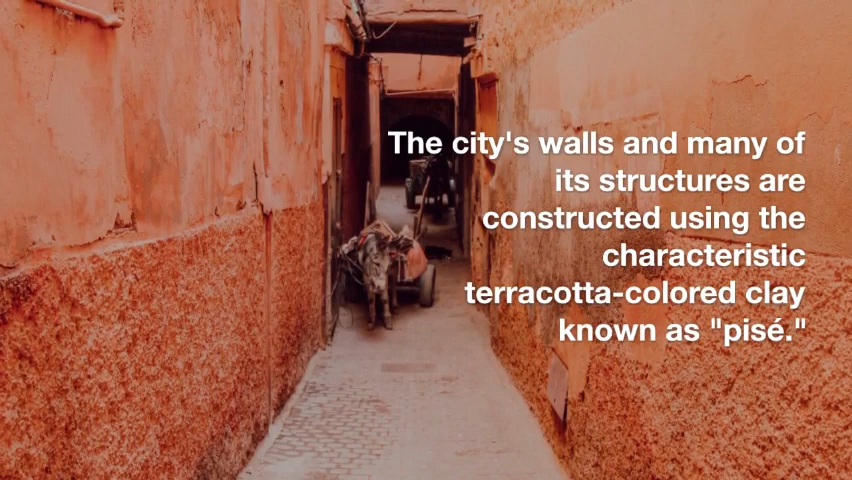 The city's walls and many of
its structures are
constructed using the
characteristic
terracotta-colored clay
known as "pisé."